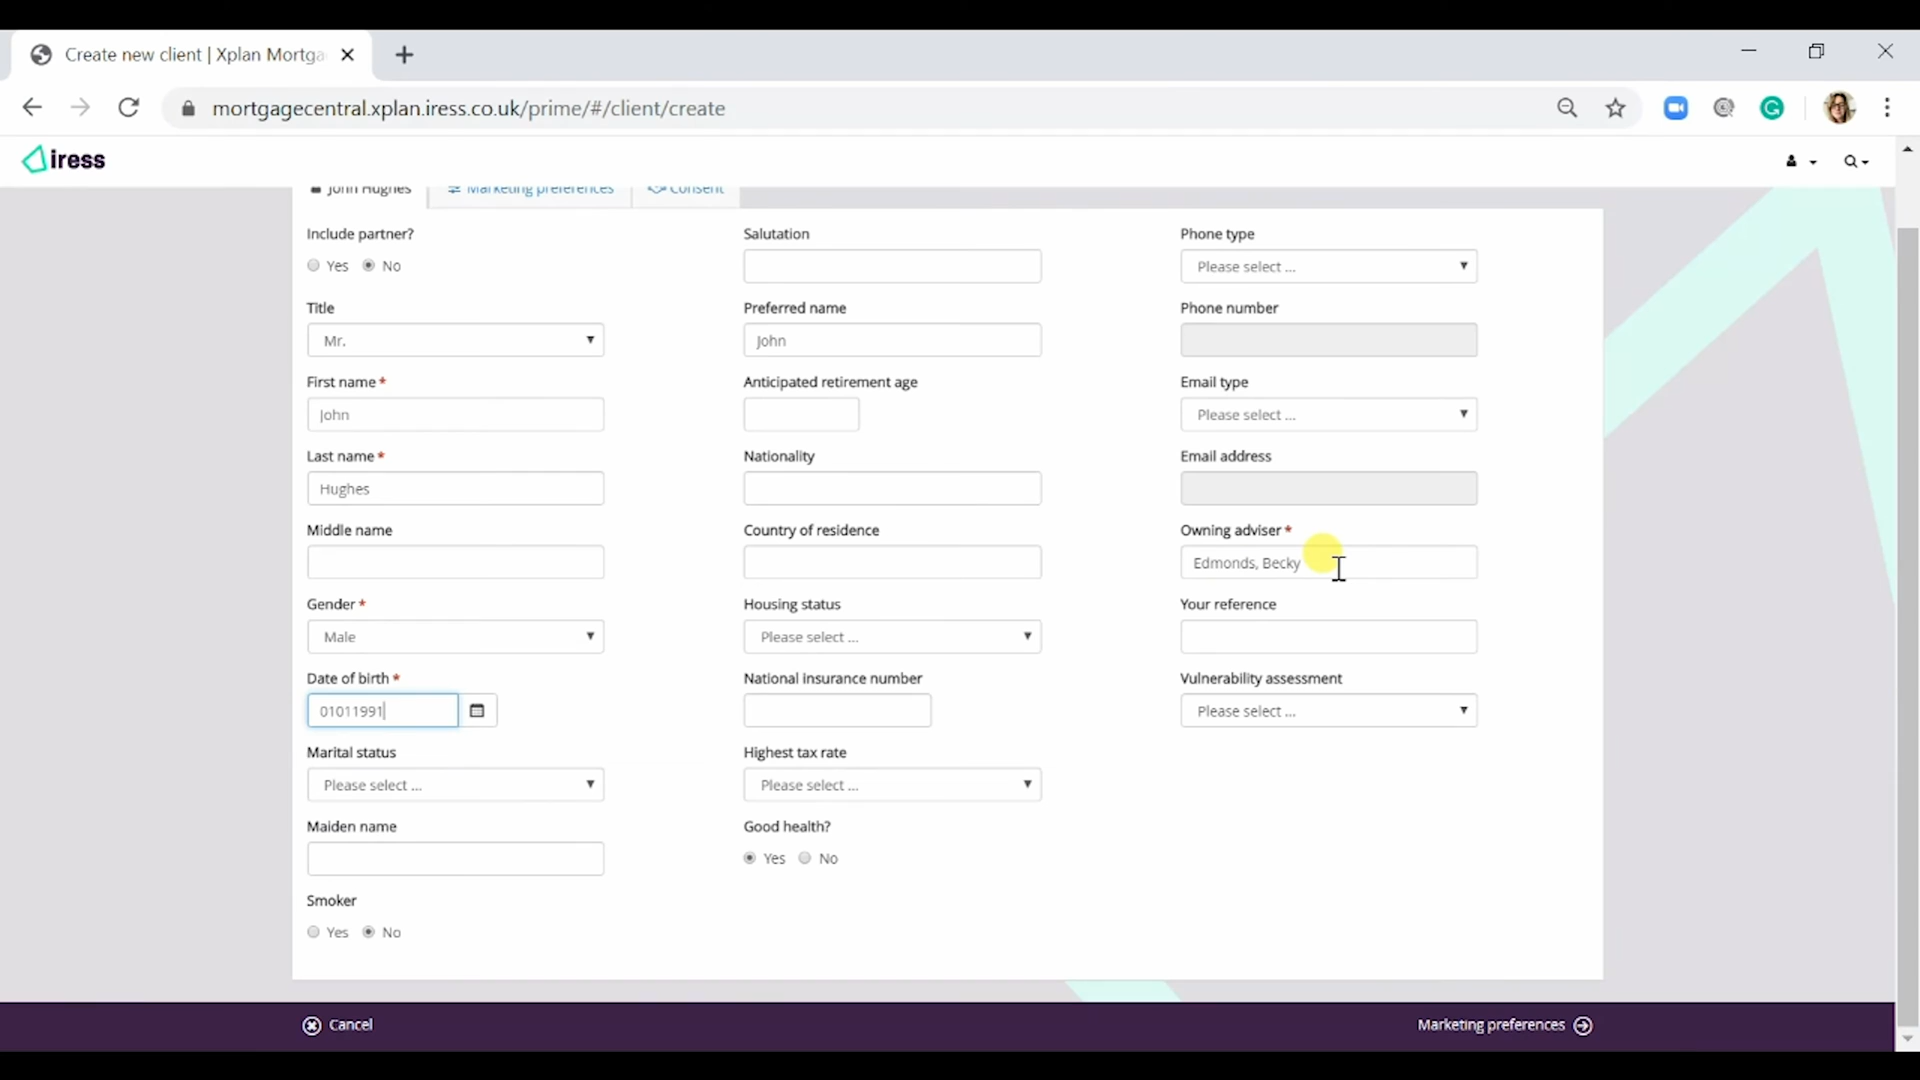 Create new client | Xplan Mortga
mortgagecentral.xplan.iress.co.uk/prime/#/client/create
iress
John Hughes
Marketing preferences
Consent
Include partner?
Yes No
Title
Mr.
First name *
John
Last name *
Hughes
Middle name
Gender *
Male
Date of birth *
01011991
Marital status
Please select ...
Maiden name
Smoker
Yes No
Salutation
Preferred name
John
Anticipated retirement age
Nationality
Country of residence
Housing status
Please select ...
National insurance number
Highest tax rate
Please select ...
Good health?
Yes No
Phone type
Please select ...
Phone number
Email type
Please select ...
Email address
Owning adviser *
Edmonds, Becky
Your reference
Vulnerability assessment
Please select ...
Cancel
Marketing preferences